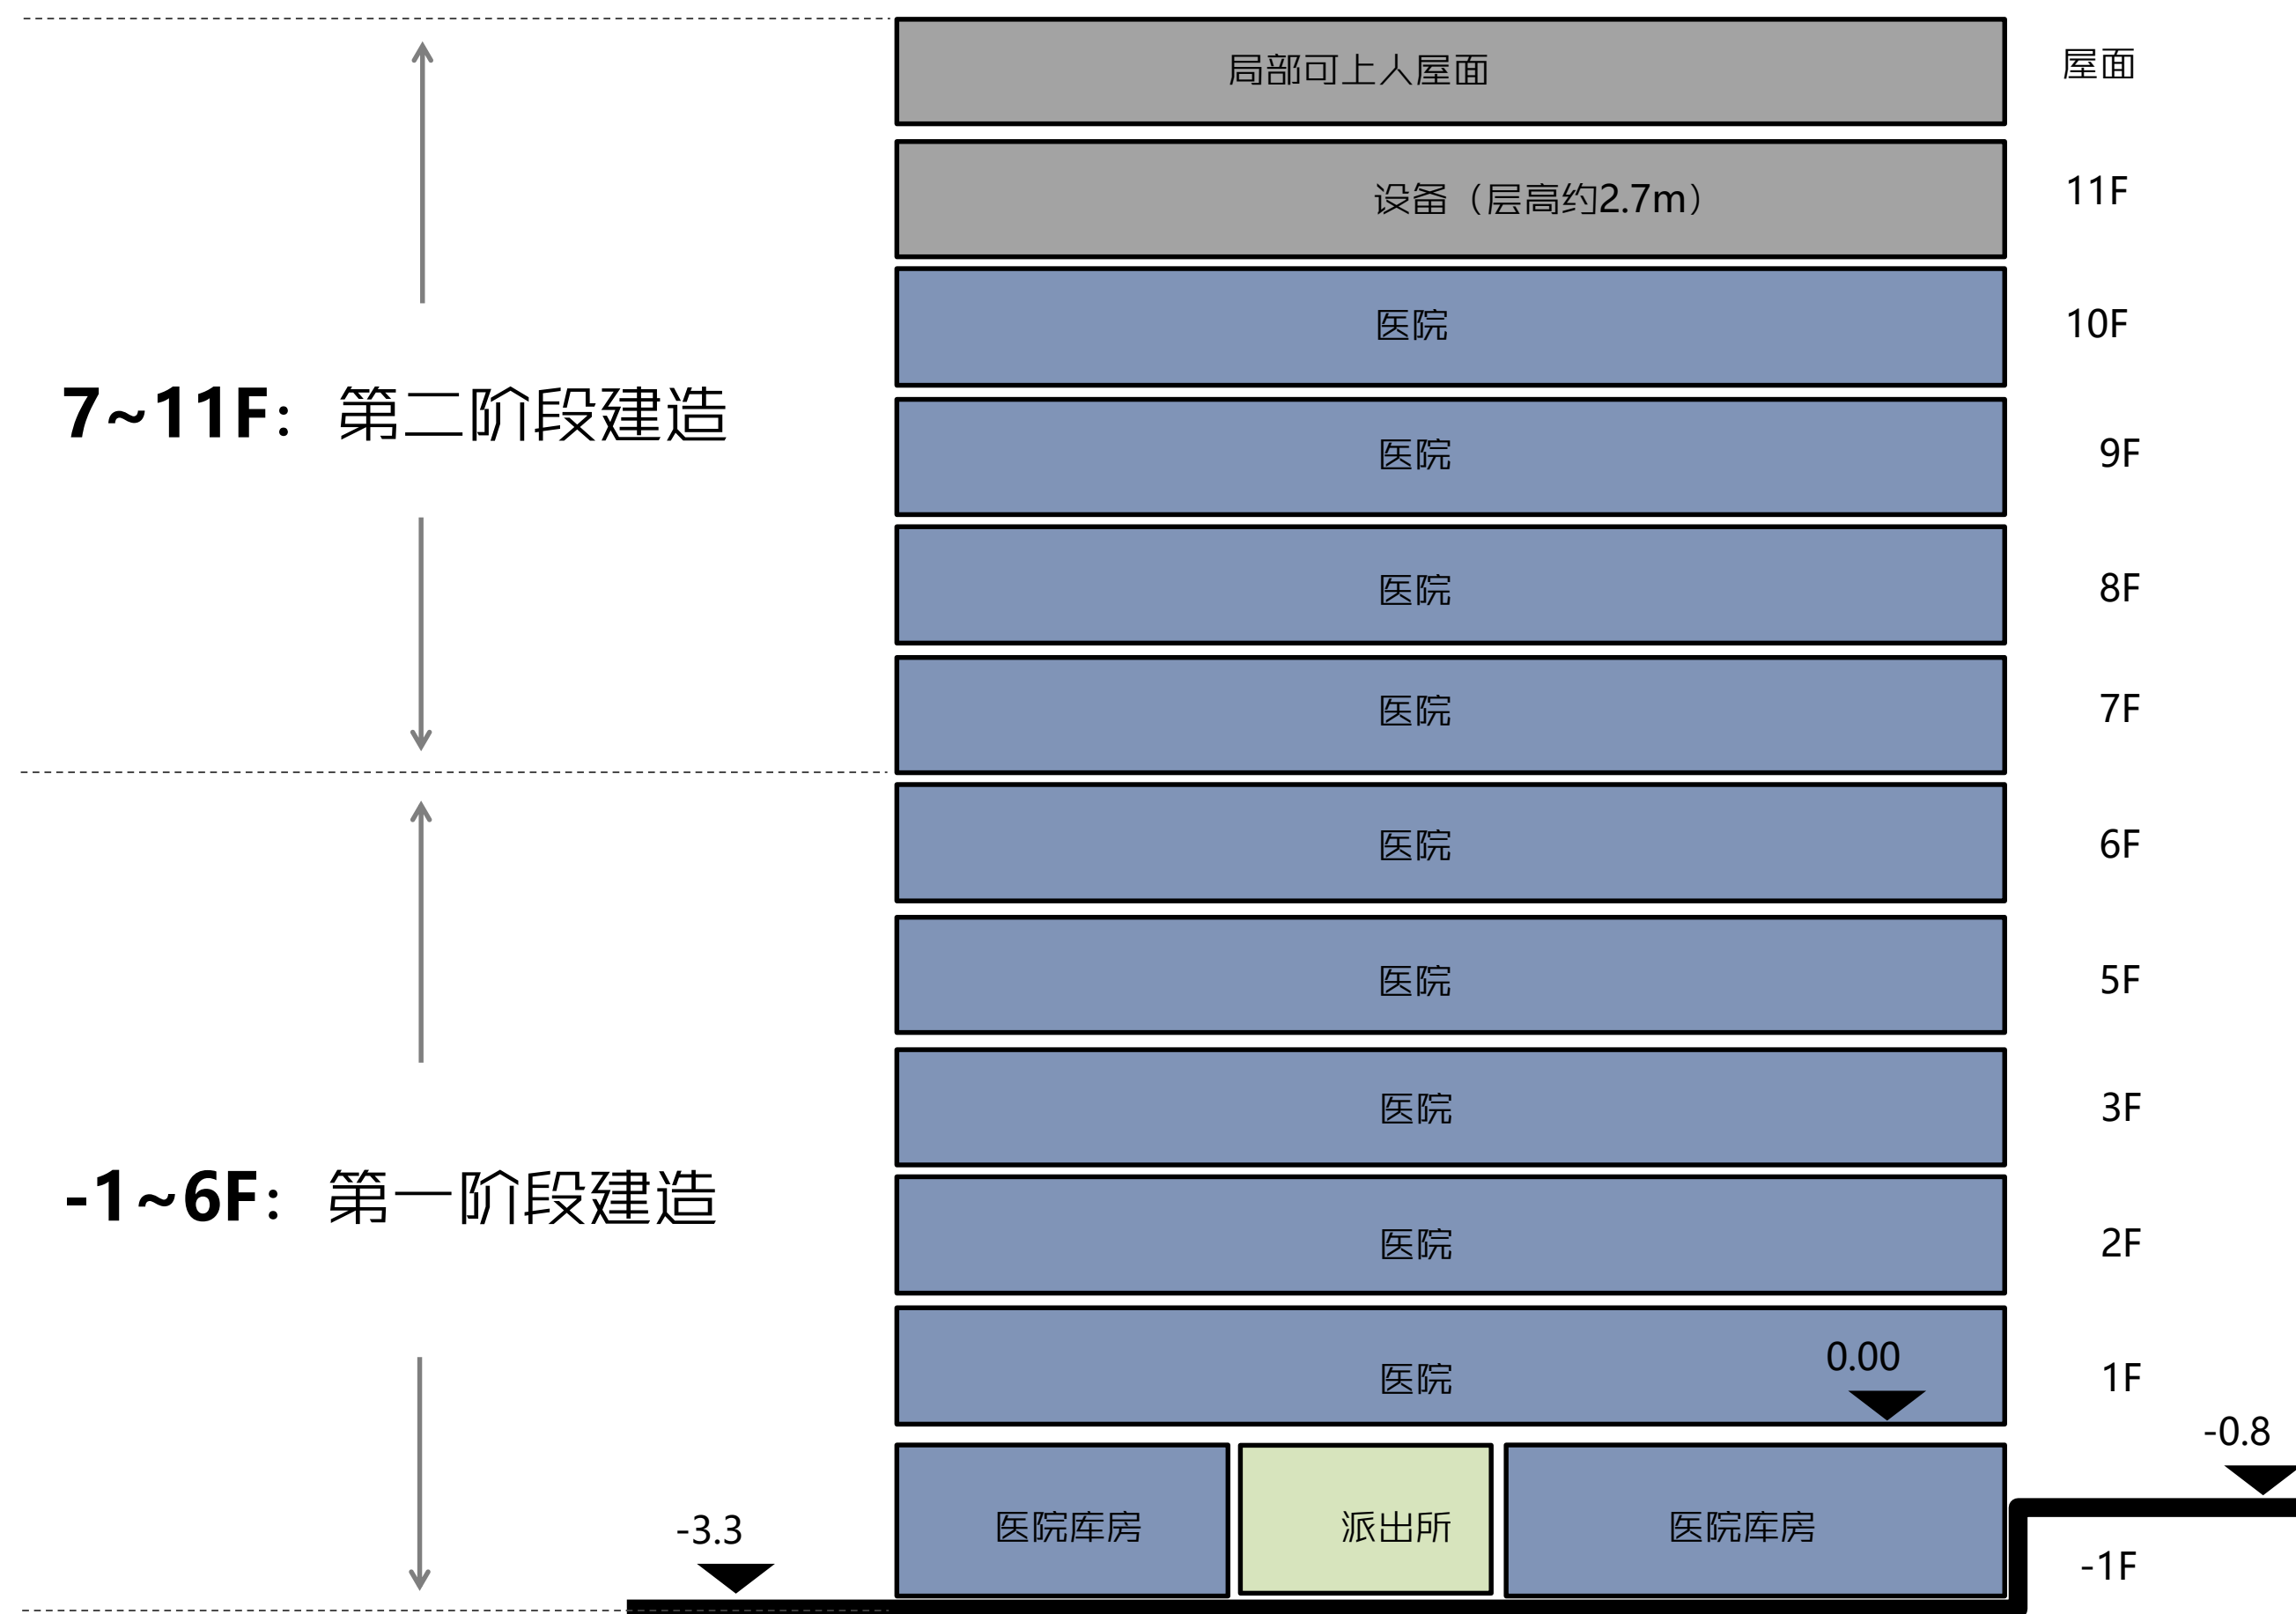 局部可上人屋面
屋面
设备（层高约2.7m）
11F
医院
10F
7~11F：第二阶段建造
医院
9F
医院
8F
医院
7F
医院
6F
医院
5F
医院
3F
-1~6F：第一阶段建造
医院
2F
0.00
医院
1F
-0.8
-3.3
医院库房
派出所
医院库房
-1F